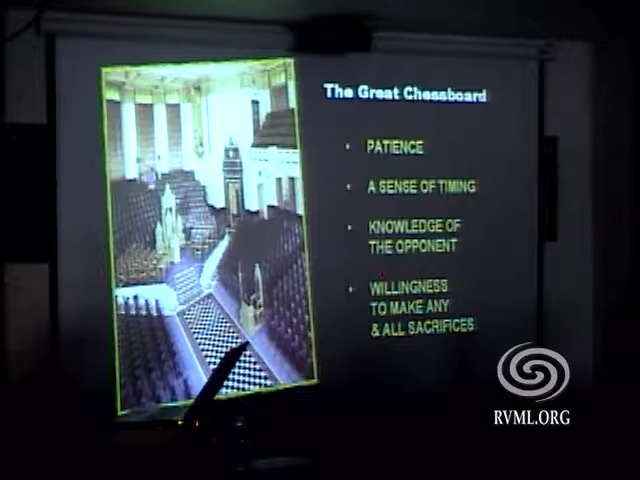 The Great Chessboard
• PATIENCE
• A SENSE OF TIMING
• KNOWLEDGE OF
THE OPPONENT
• WILLINGNESS
TO MAKE ANY
& ALL SACRIFICES
RVML.ORG